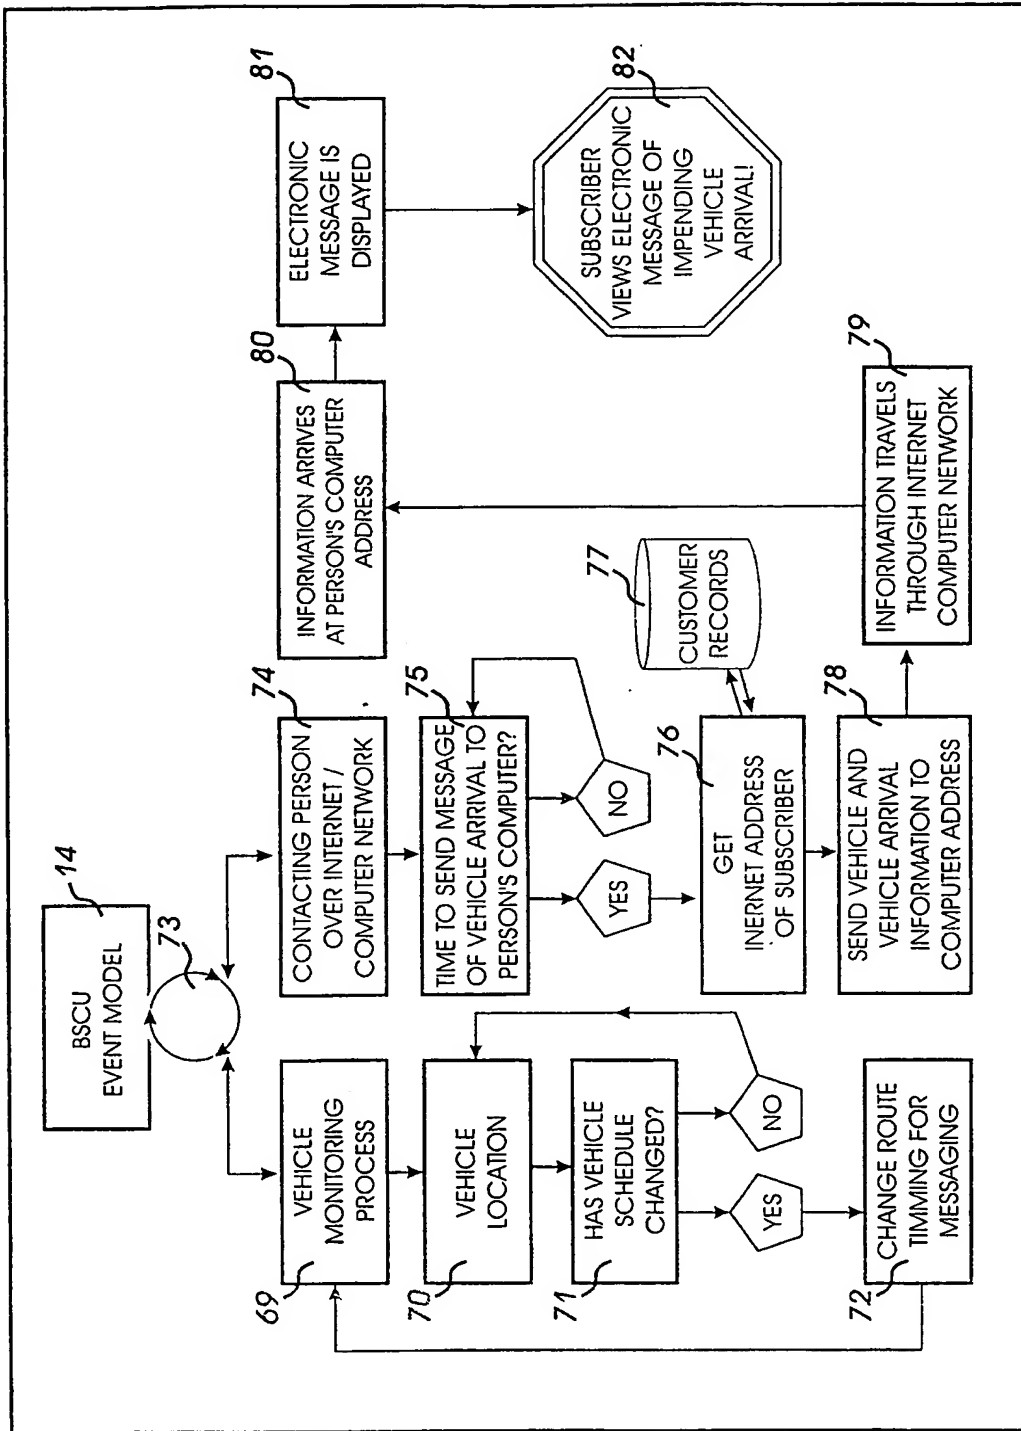 BSCU
EVENT MODEL
14
73
VEHICLE
MONITORING
PROCESS
69
VEHICLE
LOCATION
70
HAS VEHICLE
SCHEDULE
CHANGED?
71
YES
NO
CHANGE ROUTE
TIMMING FOR
MESSAGING
72
CONTACTING PERSON
OVER INTERNET /
COMPUTER NETWORK
74
TIME TO SEND MESSAGE
OF VEHICLE ARRIVAL TO
PERSON'S COMPUTER?
75
YES
NO
GET
INERNET ADDRESS
OF SUBSCRIBER
76
CUSTOMER
RECORDS
77
SEND VEHICLE AND
VEHICLE ARRIVAL
INFORMATION TO
COMPUTER ADDRESS
78
INFORMATION TRAVELS
THROUGH INTERNET
COMPUTER NETWORK
79
INFORMATION ARRIVES
AT PERSON'S COMPUTER
ADDRESS
80
ELECTRONIC
MESSAGE IS
DISPLAYED
81
SUBSCRIBER
VIEWS ELECTRONIC
MESSAGE OF
IMPENDING
VEHICLE
ARRIVAL!
82